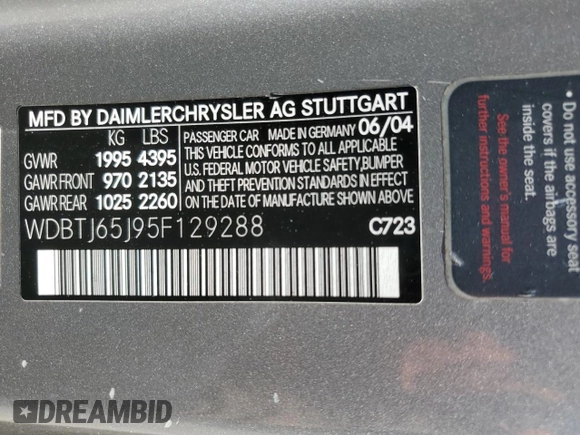 MFD BY DAIMLERCHRYSLER AG STUTTGART
KG LBS
GVWR 1995 4395
GAWR FRONT 970 2135
GAWR REAR 1025 2260
PASSENGER CAR MADE IN GERMANY 06/04
THIS VEHICLE CONFORMS TO ALL APPLICABLE
U.S. FEDERAL MOTOR VEHICLE SAFETY, BUMPER
AND THEFT PREVENTION STANDARDS IN EFFECT
ON THE DATE OF MANUFACTURE SHOWN ABOVE
WDBTJ65J95F129288
C723
• Do not use accessory seat
covers if the airbags are
inside the seat.
See the owner's manual for
further instructions and warnings.
DREAMBID